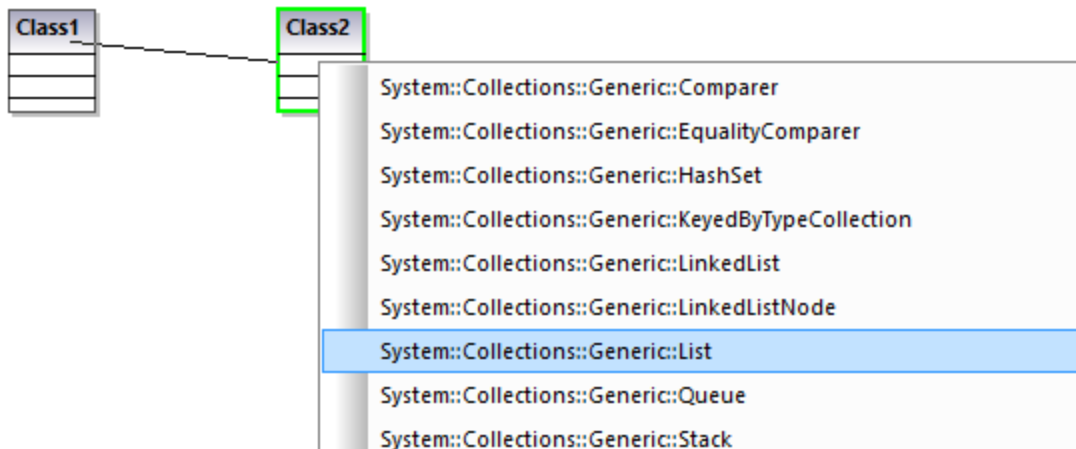 Class1
Class2
System::Collections::Generic::Comparer
System::Collections::Generic::EqualityComparer
System::Collections::Generic::HashSet
System::Collections::Generic::KeyedByTypeCollection
System::Collections::Generic::LinkedList
System::Collections::Generic::LinkedListNode
System::Collections::Generic::List
System::Collections::Generic::Queue
System::Collections::Generic::Stack